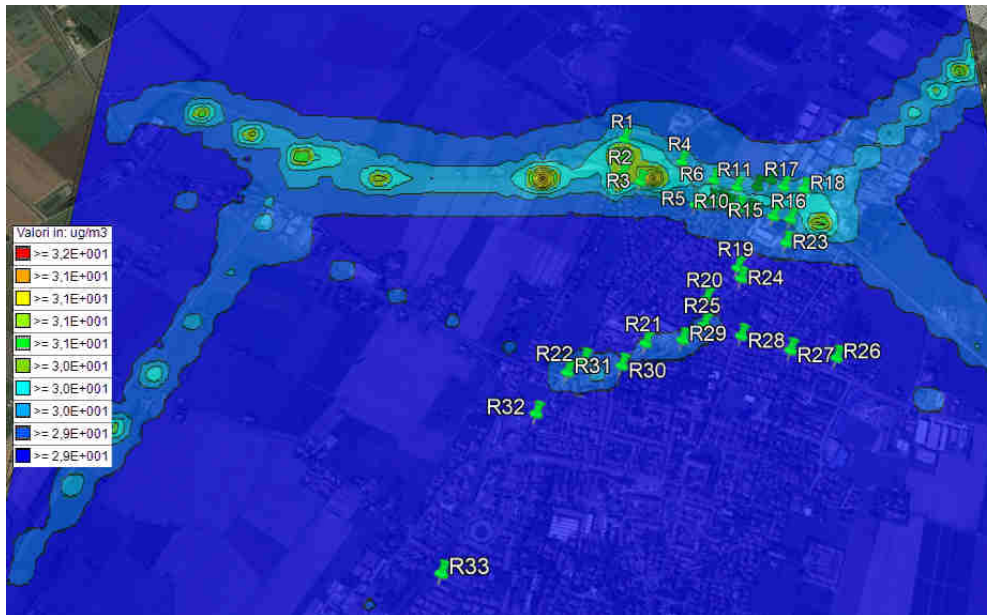 R1
R2
R3
R4
R6
R5
R10
R11
R17
R18
R15
R16
R23
R19
R24
R20
R25
R21
R29
R28
R27
R26
R22
R31
R30
R32
R33
Valori in: ug/m3
>= 3,2E+001
>= 3,1E+001
>= 3,1E+001
>= 3,1E+001
>= 3,1E+001
>= 3,0E+001
>= 3,0E+001
>= 3,0E+001
>= 2,9E+001
>= 2,9E+001